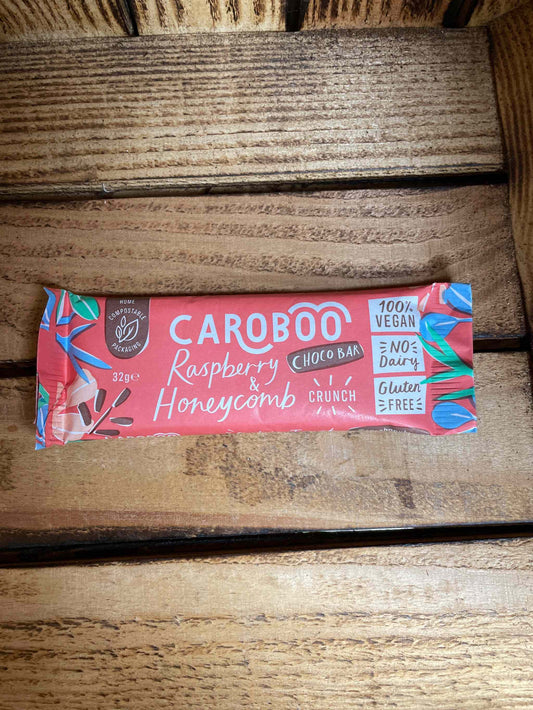 HOME
COMPOSTABLE
PACKAGING
32g℮
CAROBOO
CHOCO BAR
Raspberry
&
Honeycomb
CRUNCH
100%
VEGAN
NO
Dairy
Gluten
FREE